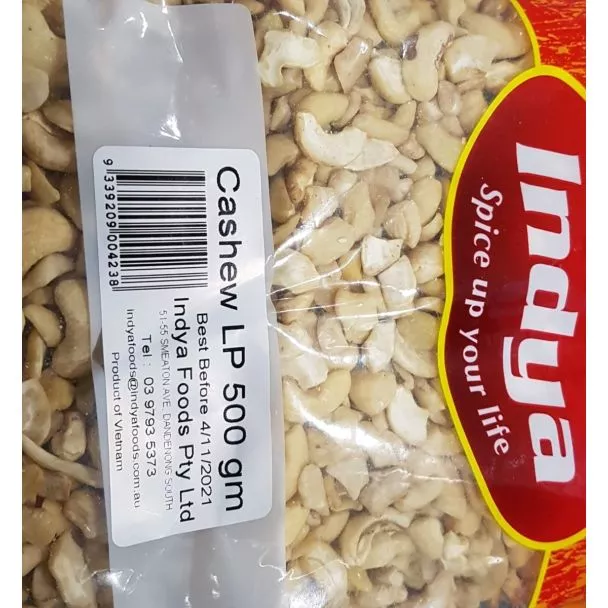 Indya
Spice up your life
Cashew LP 500 gm
9 339209 004238
Best Before 4/11/2021
Indya Foods Pty Ltd
51-55 SMEATON AVE. DANDENONG SOUTH
Tel : 03 9793 5373
indyafoods@indyafoods.com.au
Product of Vietnam